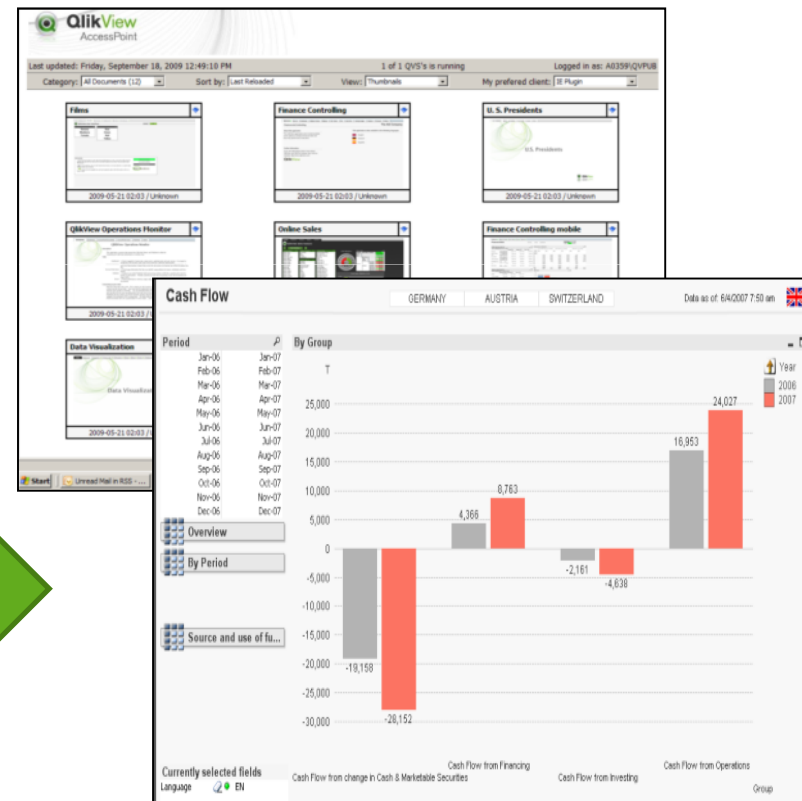 QlikView
AccessPoint
Last updated: Friday, September 18, 2009 12:49:10 PM 1 of 1 QVS's is running Logged in as: A0359\QVPUB
Category: All Documents (12) Sort by: Last Reloaded View: Thumbnails My prefered client: IE Plugin
Films Finance Controlling U. S. Presidents
U.S. Presidents
2009-05-21 02:03 / Unknown 2009-05-21 02:03 / Unknown 2009-05-21 02:03 / Unknown
QlikView Operations Monitor Online Sales Finance Controlling mobile
2009-05-21 02:03 / U
Data Visualization
Data Visualizat
2009-05-21 02:03 / U
Start Unread Mail in RSS - ...
Cash Flow GERMANY AUSTRIA SWITZERLAND Data as of: 6/4/2007 7:50 am
Period
Jan-06 Jan-07
Feb-06 Feb-07
Mar-06 Mar-07
Apr-06 Apr-07
May-06 May-07
Jun-06 Jun-07
Jul-06 Jul-07
Aug-06 Aug-07
Sep-06 Sep-07
Oct-06 Oct-07
Nov-06 Nov-07
Dec-06 Dec-07
Overview
By Period
Source and use of fu...
Currently selected fields
Language EN
By Group
T
Year
2006
2007
25,000
20,000
15,000
10,000
5,000
0
-5,000
-10,000
-15,000
-20,000
-25,000
-30,000
-19,158
-28,152
4,366
8,763
-2,161
-4,638
16,953
24,027
Cash Flow from change in Cash & Marketable Securities
Cash Flow from Financing
Cash Flow from Investing
Cash Flow from Operations
Group